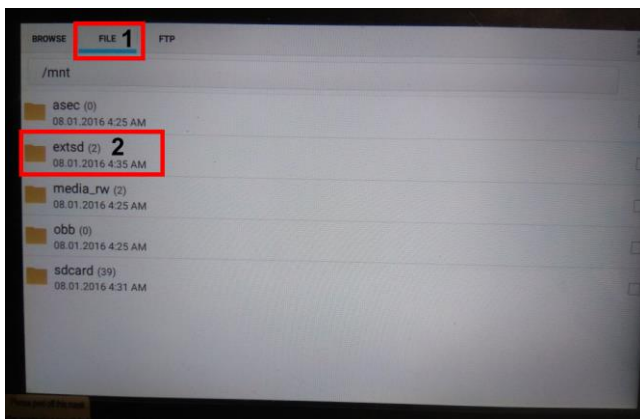 BROWSE FILE 1 FTP
/mnt
asec (0)
08.01.2016 4:25 AM
extsd (2) 2
08.01.2016 4:35 AM
media_rw (2)
08.01.2016 4:25 AM
obb (0)
08.01.2016 4:25 AM
sdcard (39)
08.01.2016 4:31 AM